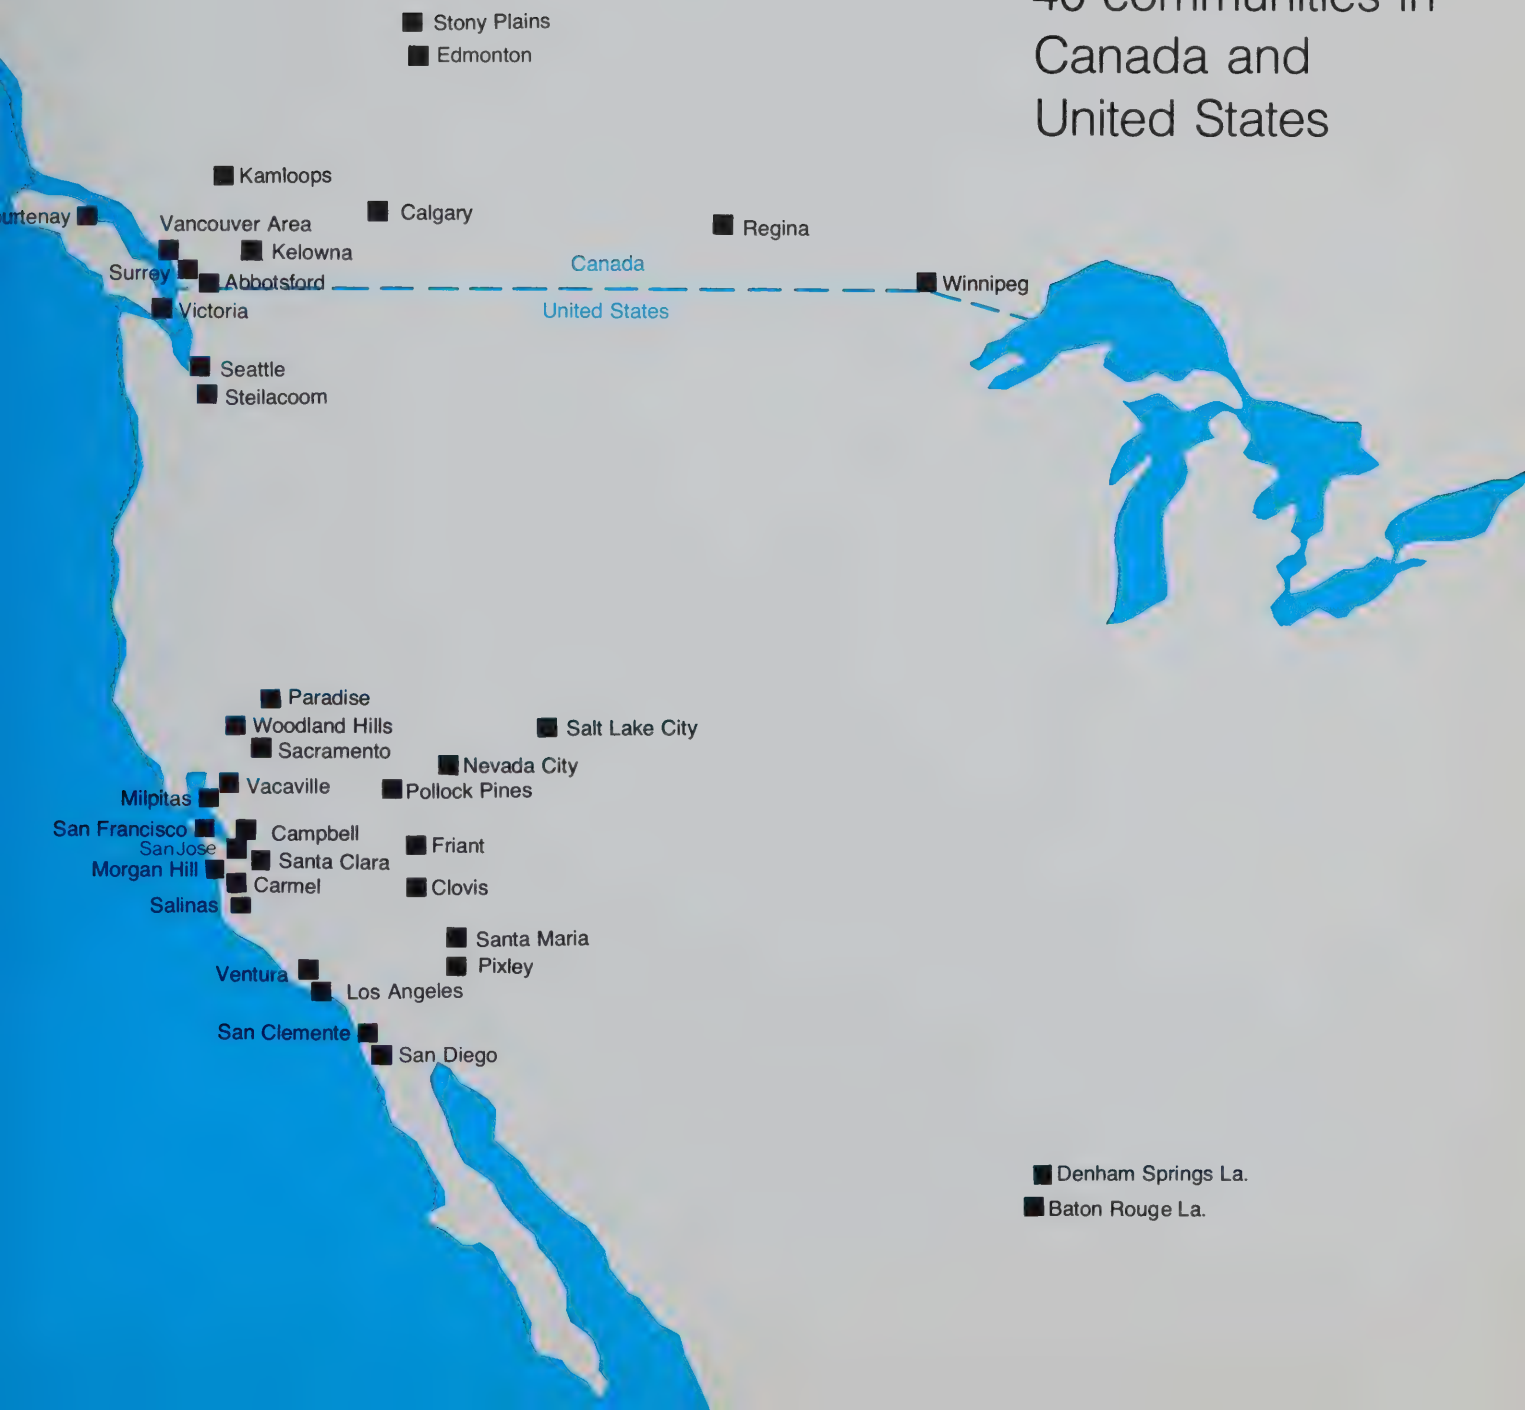 communities in
Canada and
United States
Stony Plains
Edmonton
Kamloops
Calgary
Vancouver Area
Regina
Kelowna
Surrey
Abbotsford
Canada
Winnipeg
Victoria
United States
Seattle
Steilacoom
Paradise
Woodland Hills
Salt Lake City
Sacramento
Nevada City
Vacaville
Pollock Pines
Milpitas
San Francisco
Campbell
San Jose
Friant
Santa Clara
Morgan Hill
Carmel
Clovis
Salinas
Santa Maria
Pixley
Ventura
Los Angeles
San Clemente
San Diego
Denham Springs La.
Baton Rouge La.